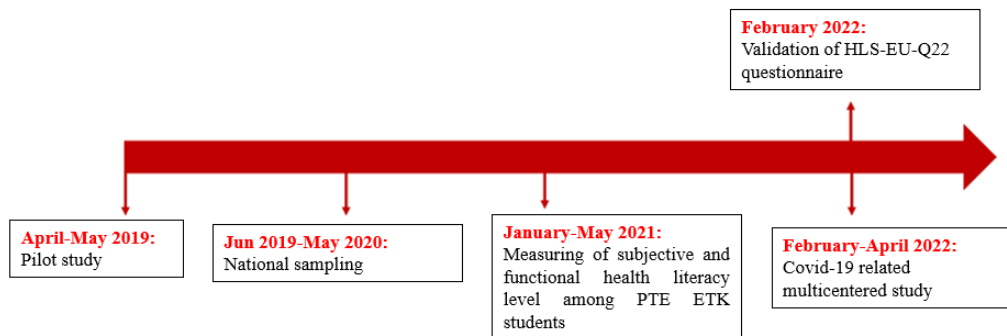 February 2022:
Validation of HLS-EU-Q22
questionnaire
April-May 2019:
Pilot study
Jun 2019-May 2020:
National sampling
January-May 2021:
Measuring of subjective and
functional health literacy
level among PTE ETK
students
February-April 2022:
Covid-19 related
multicentered study